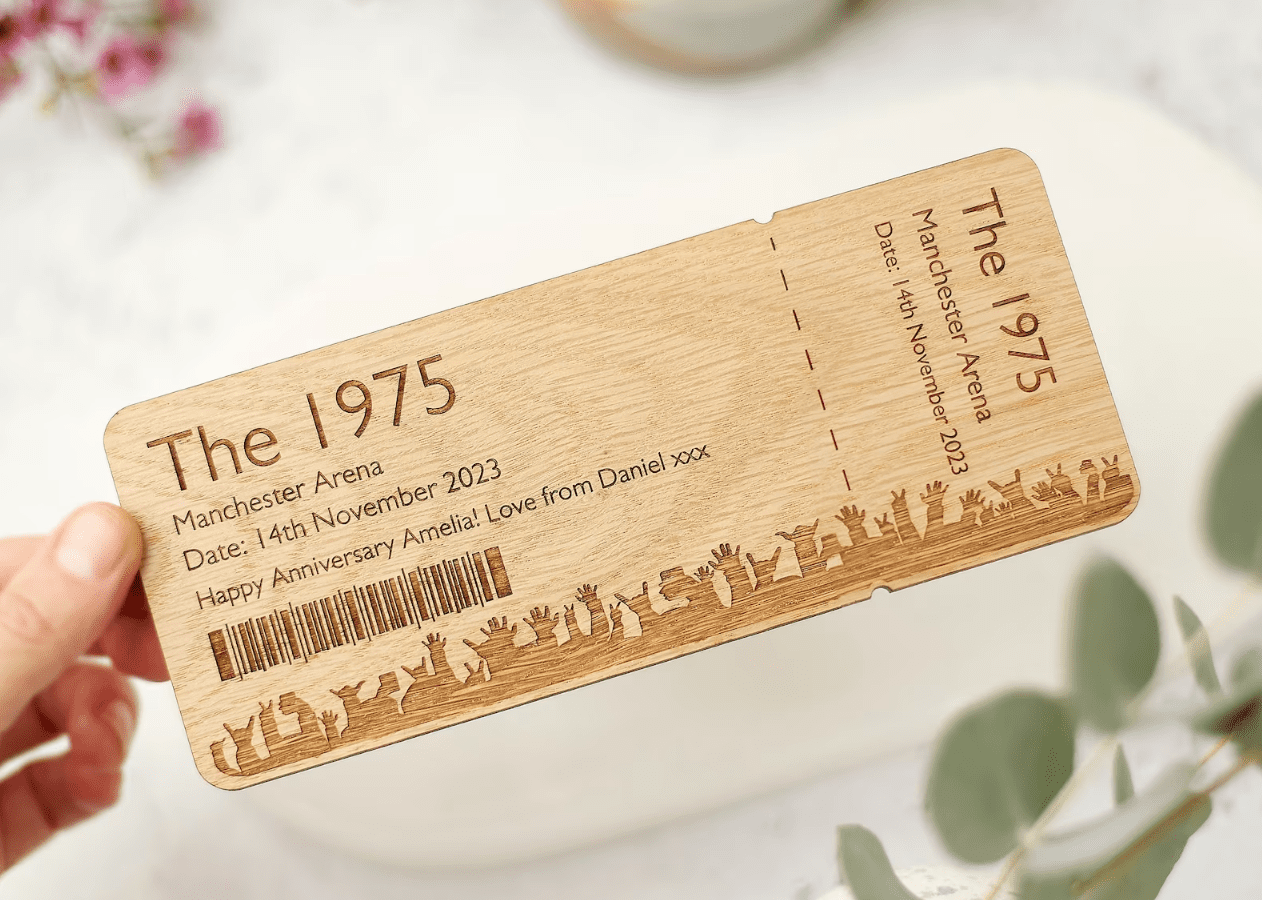 The 1975
Manchester Arena
Date: 14th November 2023
Happy Anniversary Amelia! Love from Daniel xxx
The 1975
Manchester Arena
Date: 14th November 2023